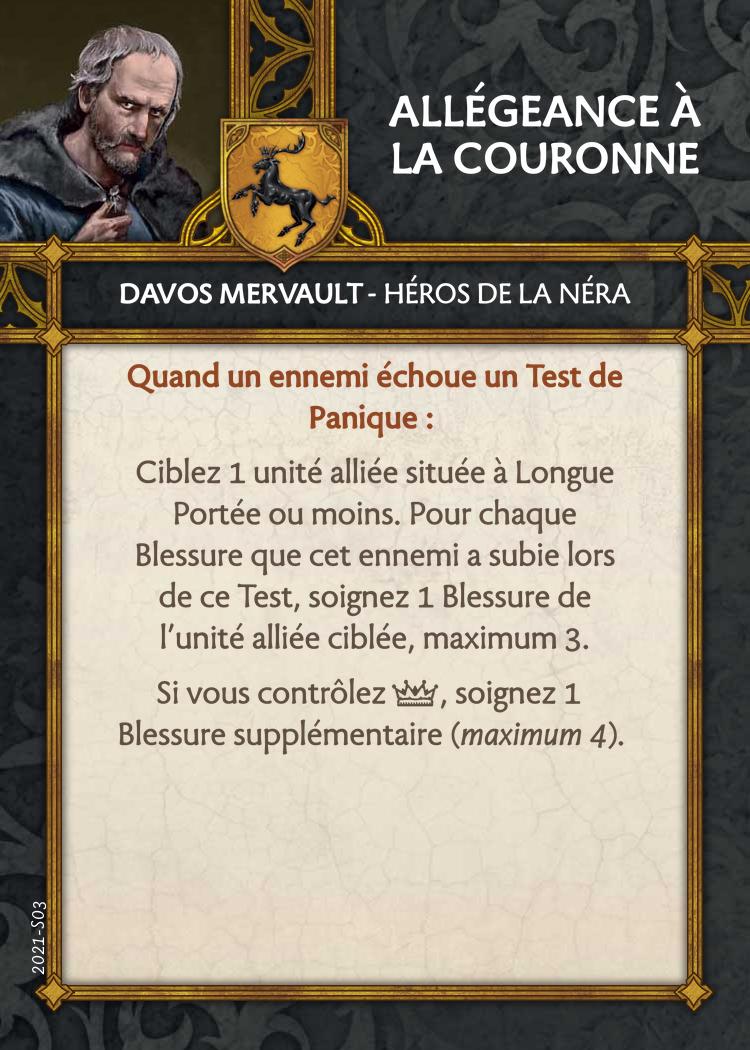 ALLÉGEANCE À
LA COURONNE
DAVOS MERVAULT - HÉROS DE LA NÉRA
Quand un ennemi échoue un Test de
Panique :
Ciblez 1 unité alliée située à Longue
Portée ou moins. Pour chaque
Blessure que cet ennemi a subie lors
de ce Test, soignez 1 Blessure de
l'unité alliée ciblée, maximum 3.
Si vous contrôlez , soignez 1
Blessure supplémentaire (maximum 4).
2021-S03